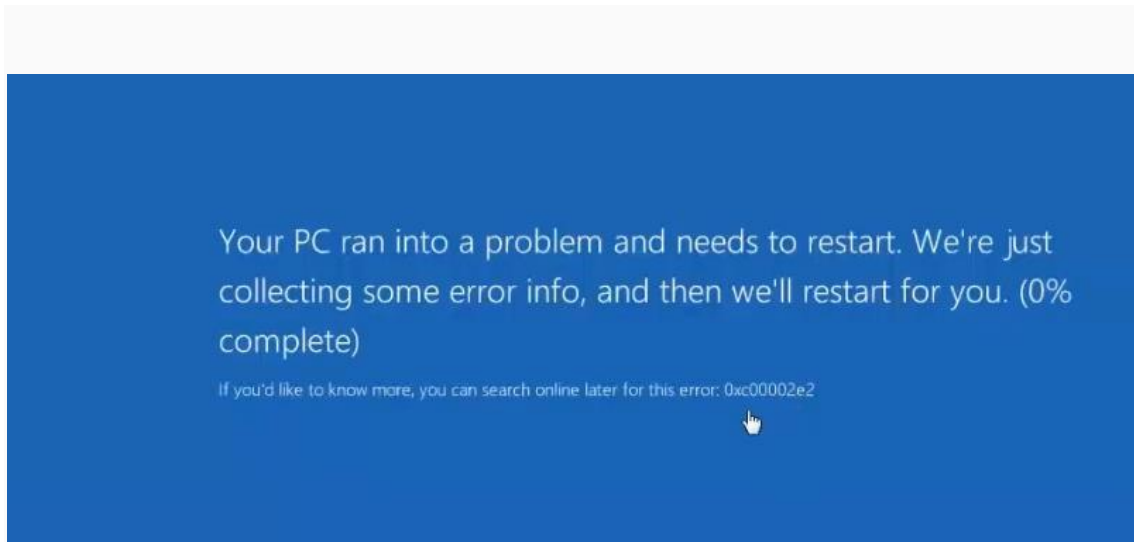 Your PC ran into a problem and needs to restart. We're just
collecting some error info, and then we'll restart for you. (0%
complete)
If you'd like to know more, you can search online later for this error: 0xc00002e2